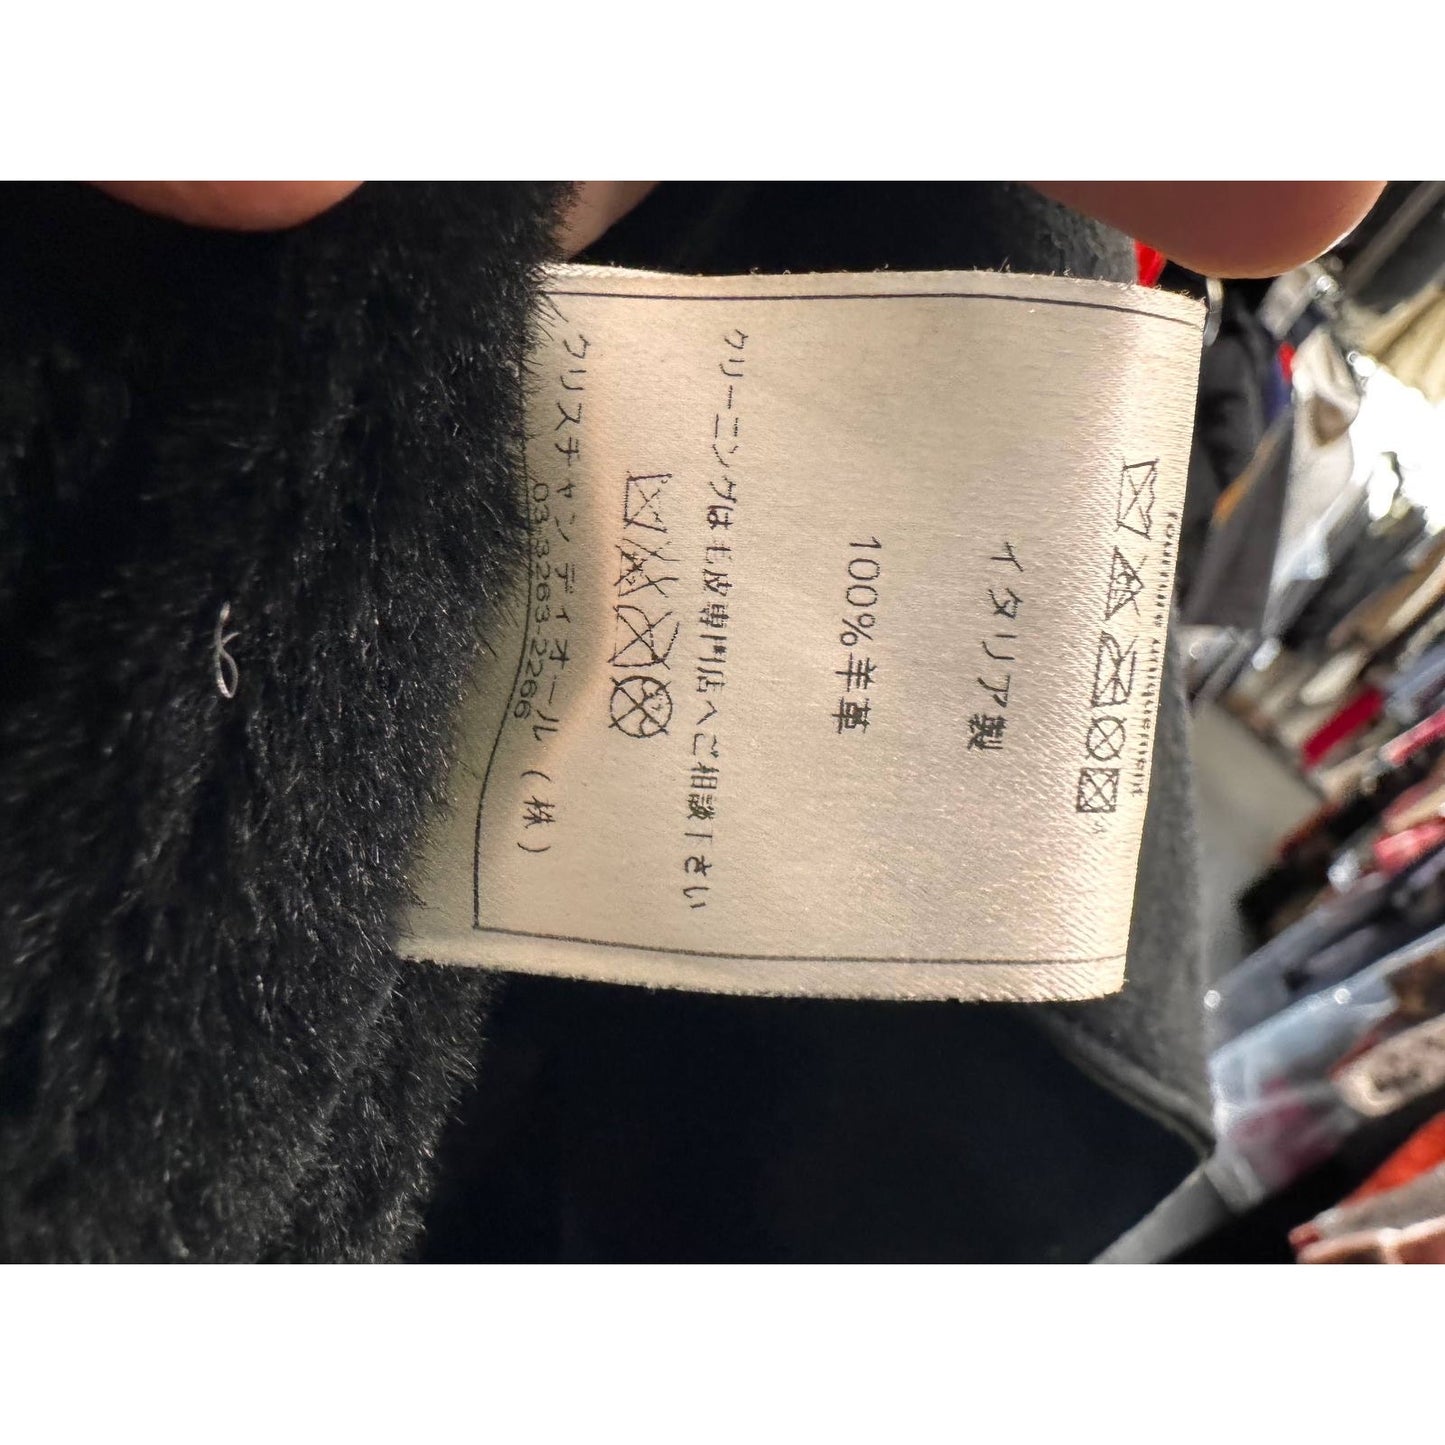 イタリア製
100%羊革
クリーニングは毛皮専門店へご相談下さい
クリスチャンディオール（株）
03-3263-2266